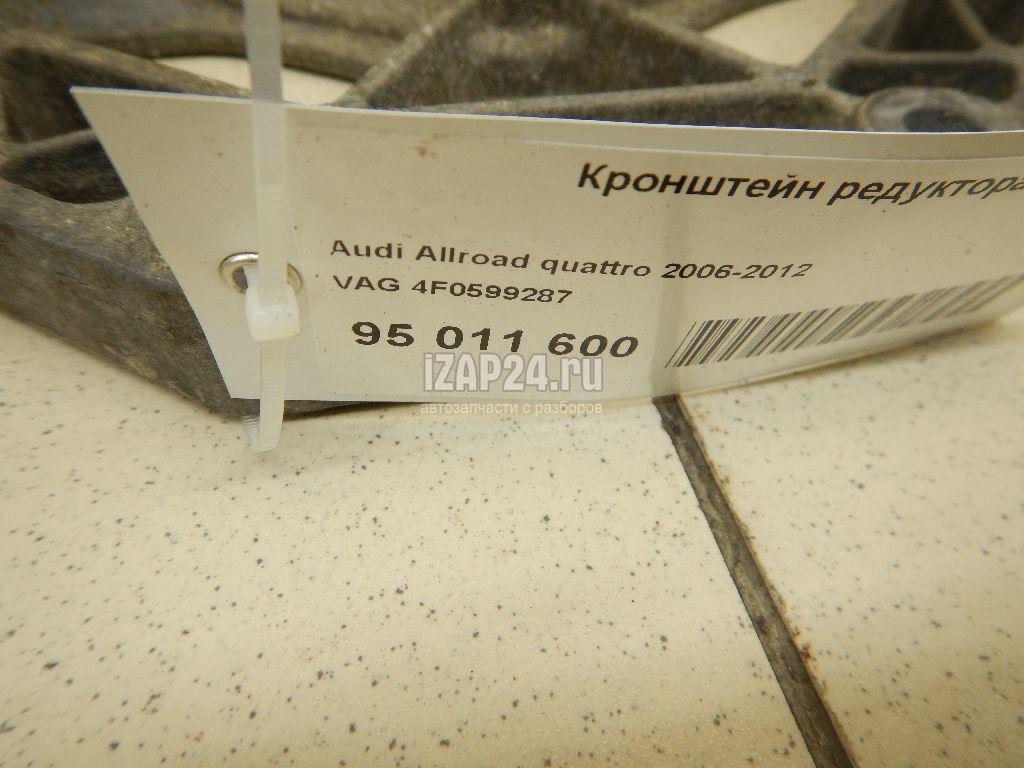 Кронштейн редуктора
Audi Allroad quattro 2006-2012
VAG 4F0599287
95 011 600
iZAP24.ru
автозапчасти с разборов